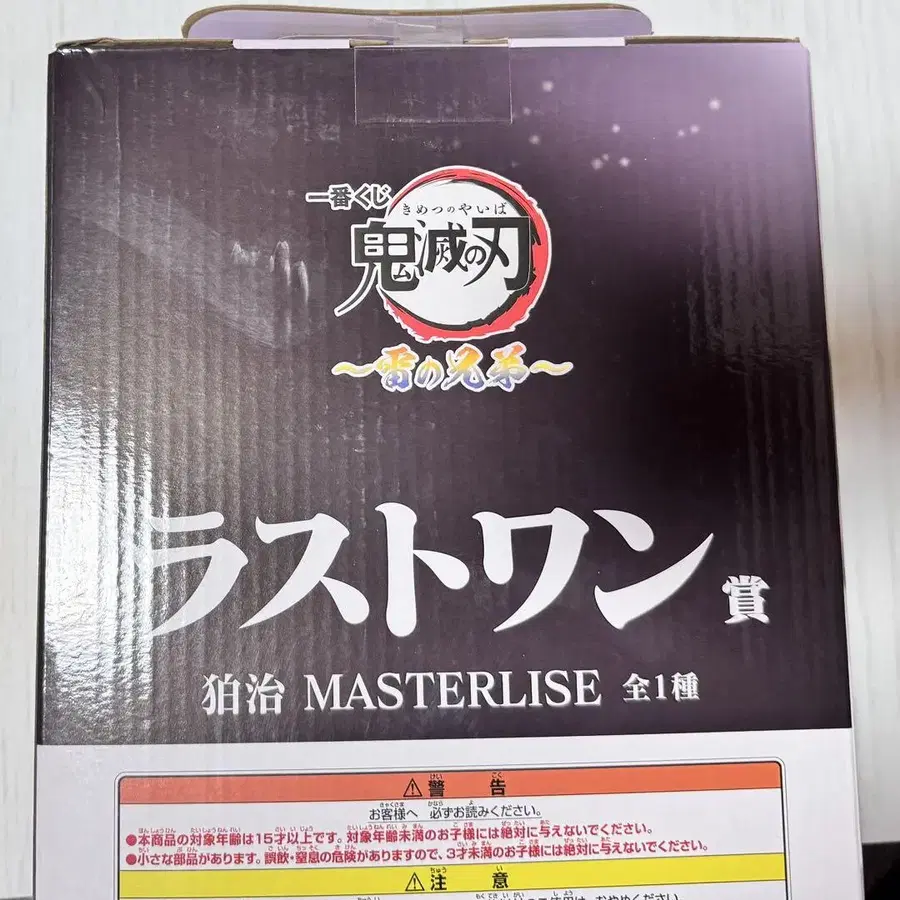 一番くじ
きめつのやいば
鬼滅の刃
～雷の兄弟～
ラストワン賞
狛治 MASTERLISE 全1種
⚠警告
お客様へ 必ずお読みください。
●本商品の対象年齢は15才以上です。対象年齢未満のお子様には絶対に与えないでください。
●小さな部品があります。誤飲・窒息の危険がありますので、3才未満のお子様には絶対に与えないでください。
⚠注意